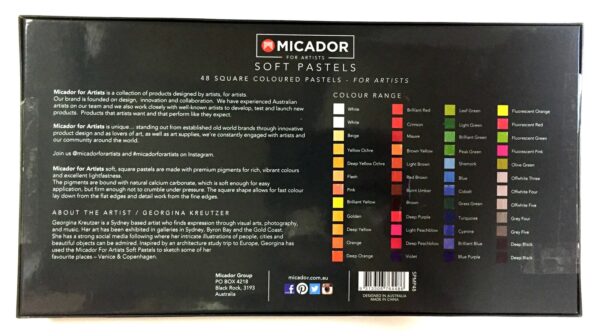 MICADOR
FOR ARTISTS
SOFT PASTELS
48 SQUARE COLOURED PASTELS - FOR ARTISTS
Micador for Artists is a collection of products designed by artists, for artists.
Our brand is founded on design, innovation and collaboration. We have experienced Australian
artists on our team and we also work closely with well-known artists to develop, test and launch new
products. Products that artists want and that perform like they expect.
Micador for Artists is unique... standing out from established old world brands through innovative
product design and as lovers of art, as well as art supplies, we're constantly engaged with artists and
our community around the world.
Join us @micadorforartists and #micadorforartists on Instagram.
Micador for Artists soft, square pastels are made with premium pigments for rich, vibrant colours
and excellent lightfastness.
The pigments are bound with natural calcium carbonate, which is soft enough for easy
application, but firm enough not to crumble under pressure. The square shape allows for fast colour
lay down from the flat edges and detail work from the fine edges.
ABOUT THE ARTIST / GEORGINA KREUTZER
Georgina Kreutzer is a Sydney based artist who finds expression through visual arts, photography,
and music. Her art has been exhibited in galleries in Sydney, Byron Bay and the Gold Coast.
She has a strong social media following where her intricate illustrations of people, cities and
beautiful objects can be admired. Inspired by an architecture study trip to Europe, Georgina has
used the Micador For Artists Soft Pastels to sketch some of her
favourite places – Venice & Copenhagen.
COLOUR RANGE
White
White
Beige
Yellow Ochre
Deep Yellow Ochre
Flesh
Pink
Brilliant Yellow
Golden
Deep Yellow
Orange
Deep Orange
Brilliant Red
Crimson
Mauve
Brown Yellow
Light Brown
Red Brown
Burnt Umber
Brown
Deep Purple
Light Peachblow
Deep Peachblow
Violet
Leaf Green
Light Green
Brilliant Green
Peak Green
Shamrock
Blue
Cobalt
Grass Green
Turquoise
Cyanine
Brilliant Blue
Blue Purple
Fluorescent Orange
Fluorescent Red
Fluorescent Green
Fluorescent Pink
Olive Green
Offwhite Three
Offwhite Four
Offwhite Five
Grey Four
Grey Five
Deep Black
Deep Black
Micador Group
PO BOX 4218
Black Rock, 3193
Australia
micador.com.au
DESIGNED IN AUSTRALIA
MADE IN CHINA
SPMP48